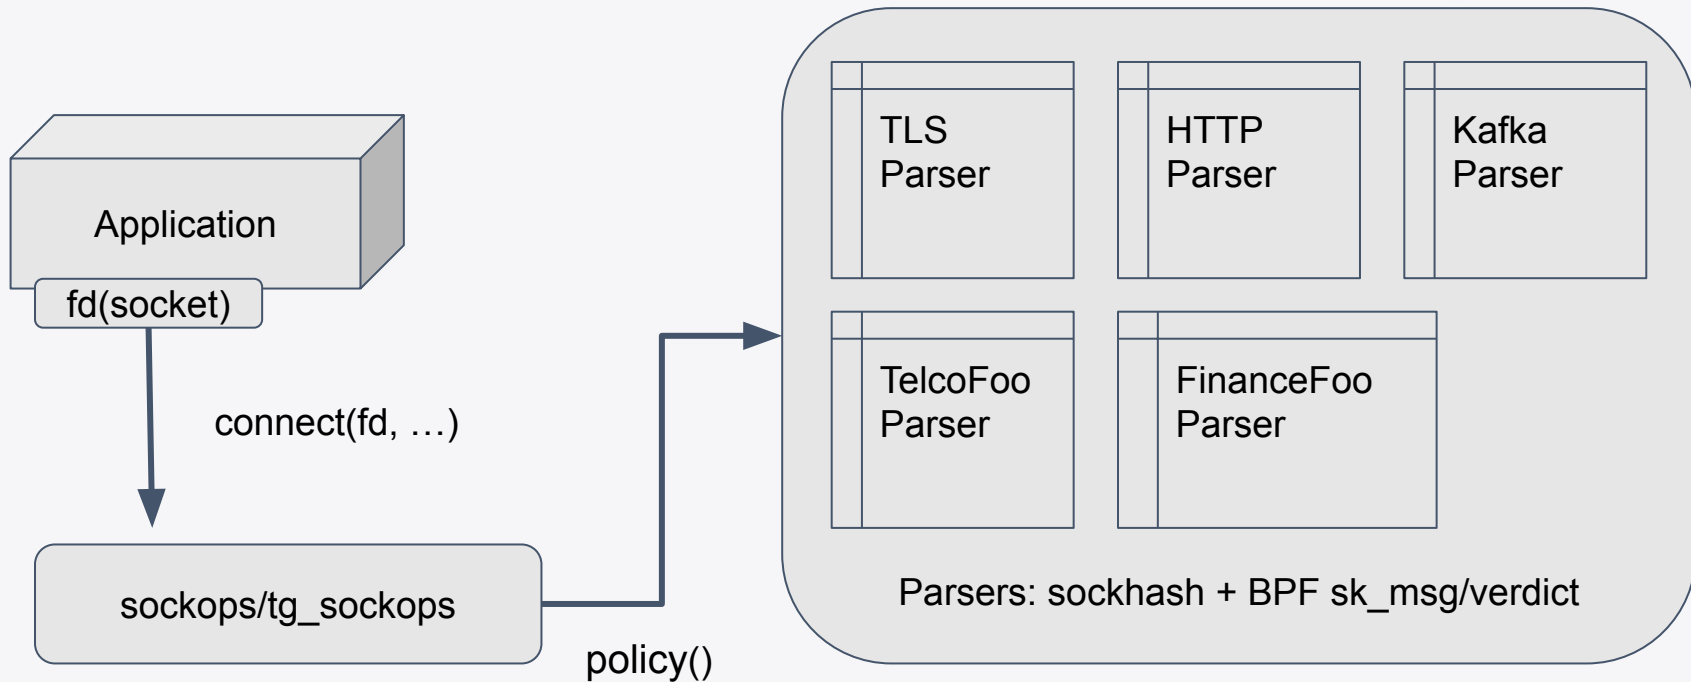 Application
fd(socket)
connect(fd, …)
sockops/tg_sockops
policy()
TLS
Parser
HTTP
Parser
Kafka
Parser
TelcoFoo
Parser
FinanceFoo
Parser
Parsers: sockhash + BPF sk_msg/verdict